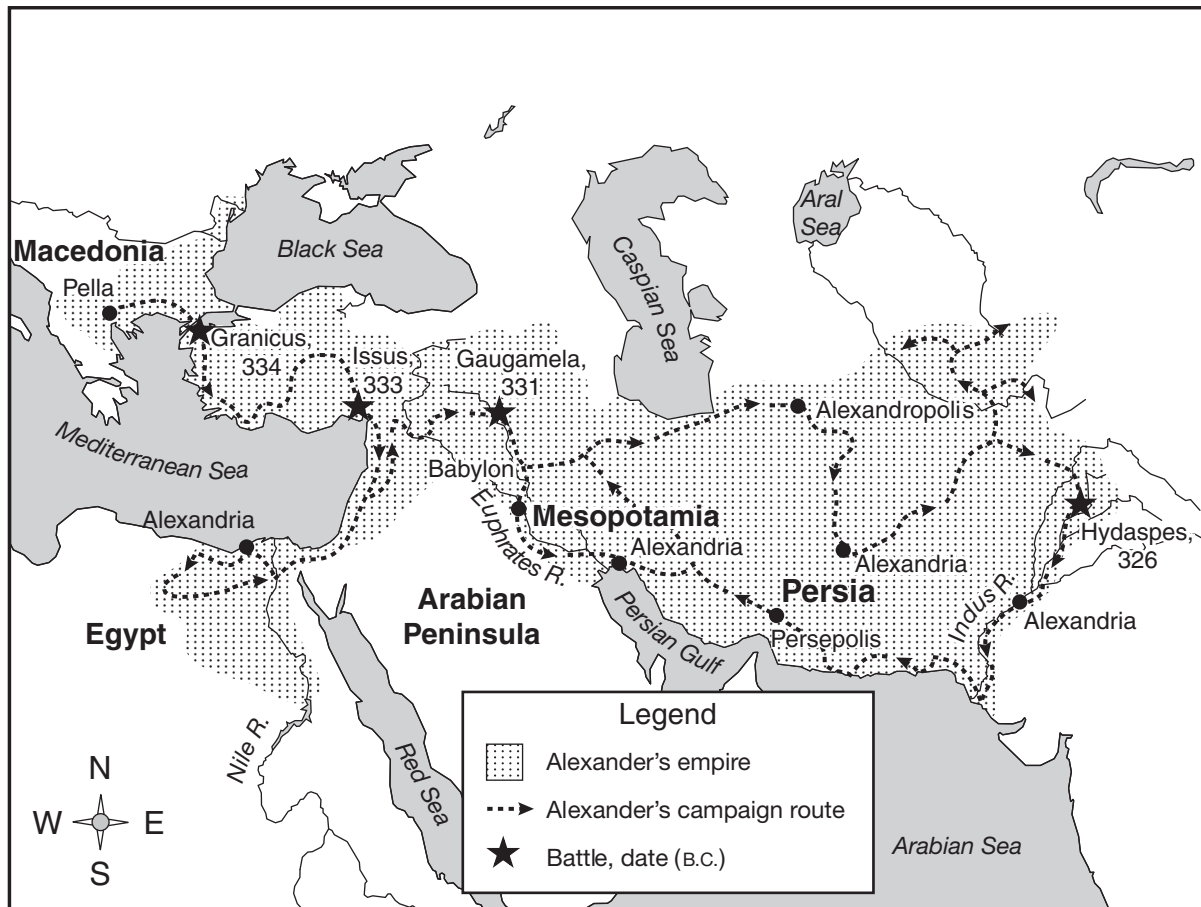 Aral
Sea
Black Sea
Macedonia
Caspian Sea
Pella
Granicus,
334
Issus,
333
Gaugamela,
331
Alexandropolis
Mediterranean Sea
Babylon
Euphrates R.
Mesopotamia
Hydaspes,
326
Alexandria
Alexandria
Alexandria
Persia
Indus R.
Alexandria
Arabian
Peninsula
Egypt
Persian Gulf
Persepolis
Nile R.
Red Sea
Arabian Sea
Legend
Alexander's empire
Alexander's campaign route
Battle, date (B.C.)
N
W E
S